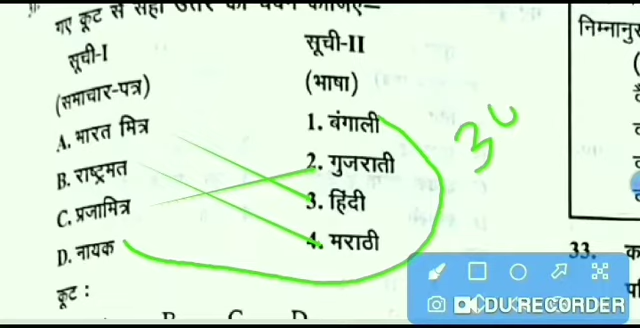 गए कूट से सही उत्तर का चयन कीजिए–
सूची-I
सूची-II
(समाचार-पत्र)
(भाषा)
A. भारत मित्र
1. बंगाली
B. राष्ट्रमत
2. गुजराती
C. प्रजामित्र
3. हिंदी
D. नायक
4. मराठी
कूट :
B C D
निम्नानुस
33.
DU RECORDER